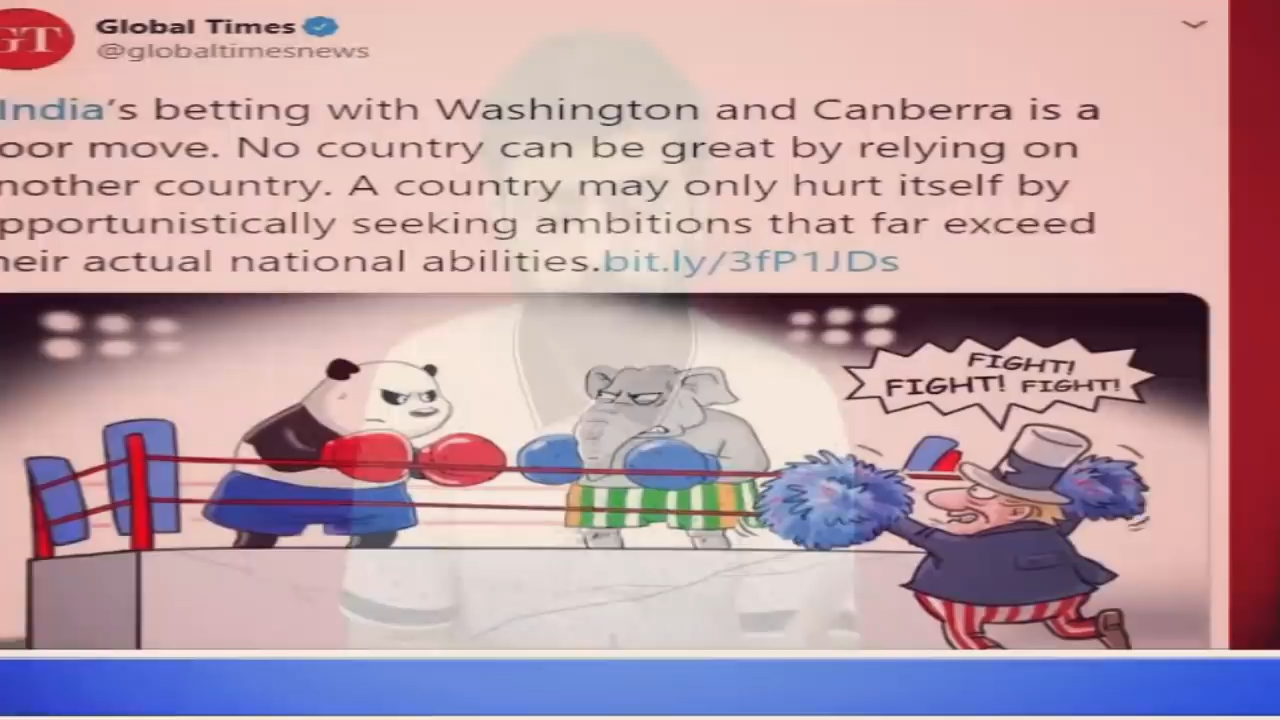 GT
Global Times
@globaltimesnews
India's betting with Washington and Canberra is a
oor move. No country can be great by relying on
nother country. A country may only hurt itself by
pportunistically seeking ambitions that far exceed
heir actual national abilities.bit.ly/3fP1JDs
FIGHT!
FIGHT! FIGHT!